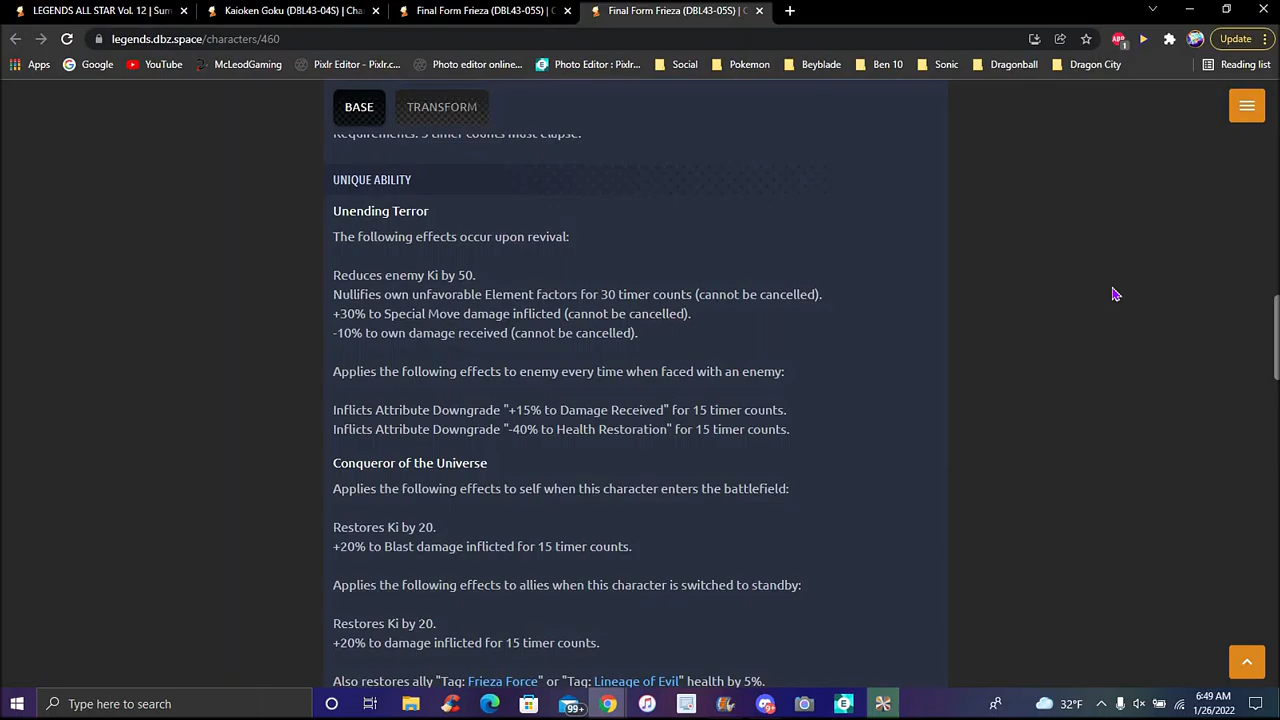 LEGENDS ALL STAR Vol. 12 | Sum
Kaioken Goku (DBL43-04S) | Cha
Final Form Frieza (DBL43-05S) | C
Final Form Frieza (DBL43-05S) | C
legends.dbz.space/characters/460
1
Update
Apps
Google
YouTube
McLeodGaming
Pixlr Editor - Pixlr.c...
Photo editor online...
Photo Editor : Pixlr...
Social
Pokemon
Beyblade
Ben 10
Sonic
Dragonball
Dragon City
Reading list
BASE
TRANSFORM
Requirements: 5 timer counts must elapse.
UNIQUE ABILITY
Unending Terror
The following effects occur upon revival:
Reduces enemy Ki by 50.
Nullifies own unfavorable Element factors for 30 timer counts (cannot be cancelled).
+30% to Special Move damage inflicted (cannot be cancelled).
-10% to own damage received (cannot be cancelled).
Applies the following effects to enemy every time when faced with an enemy:
Inflicts Attribute Downgrade "+15% to Damage Received" for 15 timer counts.
Inflicts Attribute Downgrade "-40% to Health Restoration" for 15 timer counts.
Conqueror of the Universe
Applies the following effects to self when this character enters the battlefield:
Restores Ki by 20.
+20% to Blast damage inflicted for 15 timer counts.
Applies the following effects to allies when this character is switched to standby:
Restores Ki by 20.
+20% to damage inflicted for 15 timer counts.
Also restores ally "Tag: Frieza Force" or "Tag: Lineage of Evil" health by 5%.
Type here to search
99+
32°F
6:49 AM
1/26/2022